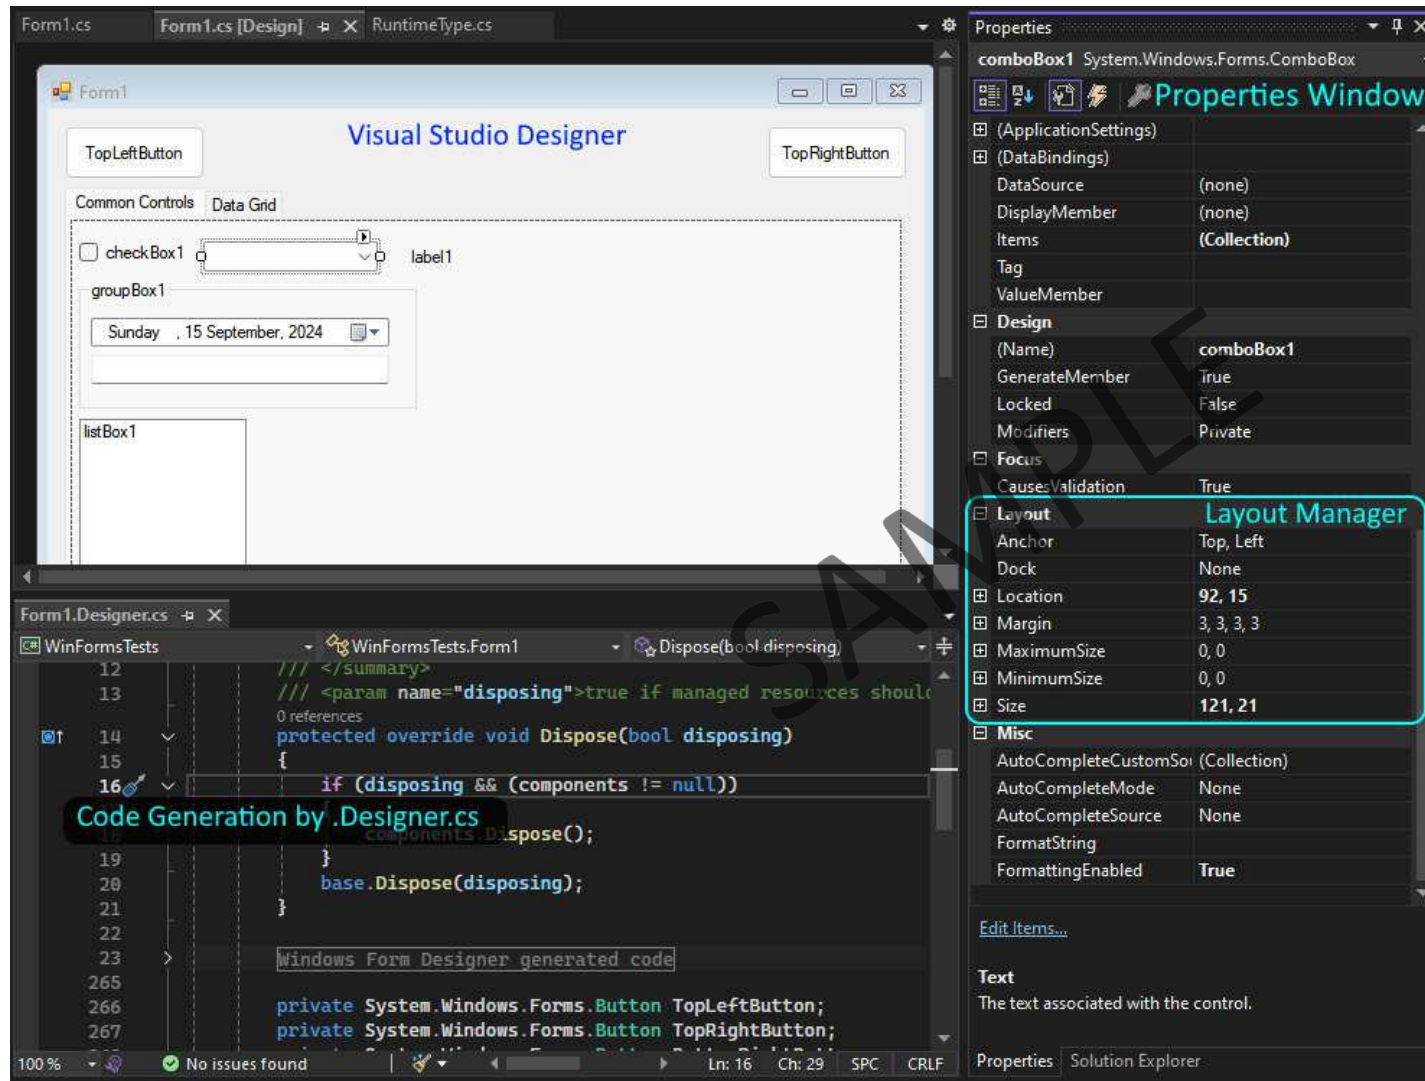 Form1.cs
Form1.cs [Design]
RuntimeType.cs
Form1
Visual Studio Designer
TopLeftButton
TopRightButton
Common Controls
Data Grid
checkBox1
label1
groupBox1
Sunday , 15 September, 2024
listBox1
Form1.Designer.cs
WinFormsTests
WinFormsTests.Form1
Dispose(bool disposing)
12 /// </summary>
13 /// <param name="disposing">true if managed resources should
0 references
14 protected override void Dispose(bool disposing)
15 {
16 if (disposing && (components != null))
Code Generation by .Designer.cs
18 components.Dispose();
19 }
20 base.Dispose(disposing);
21 }
22
23 Windows Form Designer generated code
265
266 private System.Windows.Forms.Button TopLeftButton;
267 private System.Windows.Forms.Button TopRightButton;
100 %
No issues found
Ln: 16 Ch: 29 SPC CRLF
Properties
comboBox1 System.Windows.Forms.ComboBox
Properties Window
(ApplicationSettings)
(DataBindings)
DataSource (none)
DisplayMember (none)
Items (Collection)
Tag
ValueMember
Design
(Name) comboBox1
GenerateMember True
Locked False
Modifiers Private
Focus
CausesValidation True
Layout
Layout Manager
Anchor Top, Left
Dock None
Location 92, 15
Margin 3, 3, 3, 3
MaximumSize 0, 0
MinimumSize 0, 0
Size 121, 21
Misc
AutoCompleteCustomSo (Collection)
AutoCompleteMode None
AutoCompleteSource None
FormatString
FormattingEnabled True
Edit Items...
Text
The text associated with the control.
Properties
Solution Explorer
SAMPLE